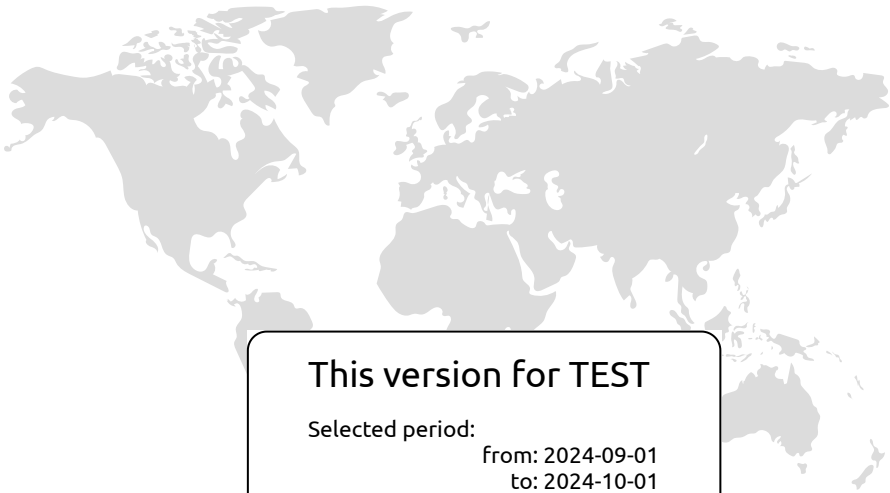 This version for TEST
Selected period:
from: 2024-09-01
to: 2024-10-01